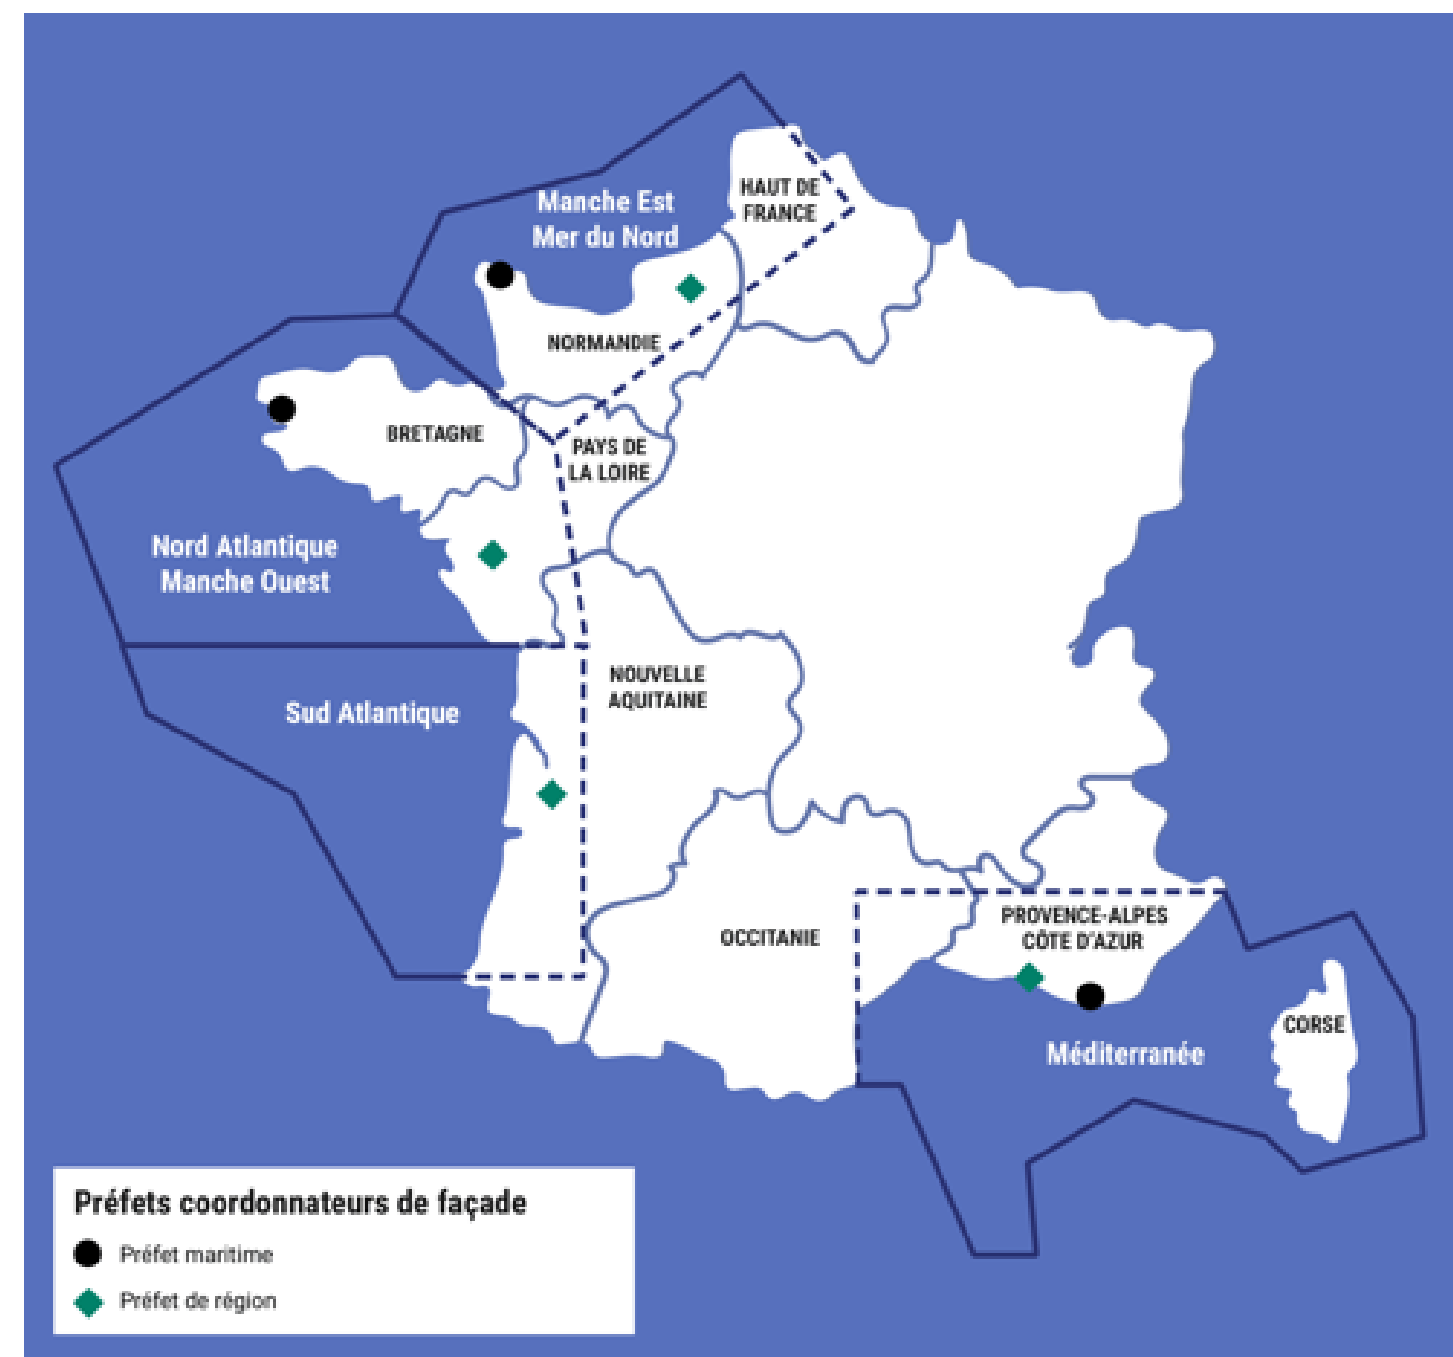 HAUT DE
FRANCE
Manche Est
Mer du Nord
NORMANDIE
BRETAGNE
PAYS DE
LA LOIRE
Nord Atlantique
Manche Ouest
NOUVELLE
AQUITAINE
Sud Atlantique
OCCITANIE
PROVENCE-ALPES
CÔTE D'AZUR
CORSE
Méditerranée
Préfets coordonnateurs de façade
Préfet maritime
Préfet de région